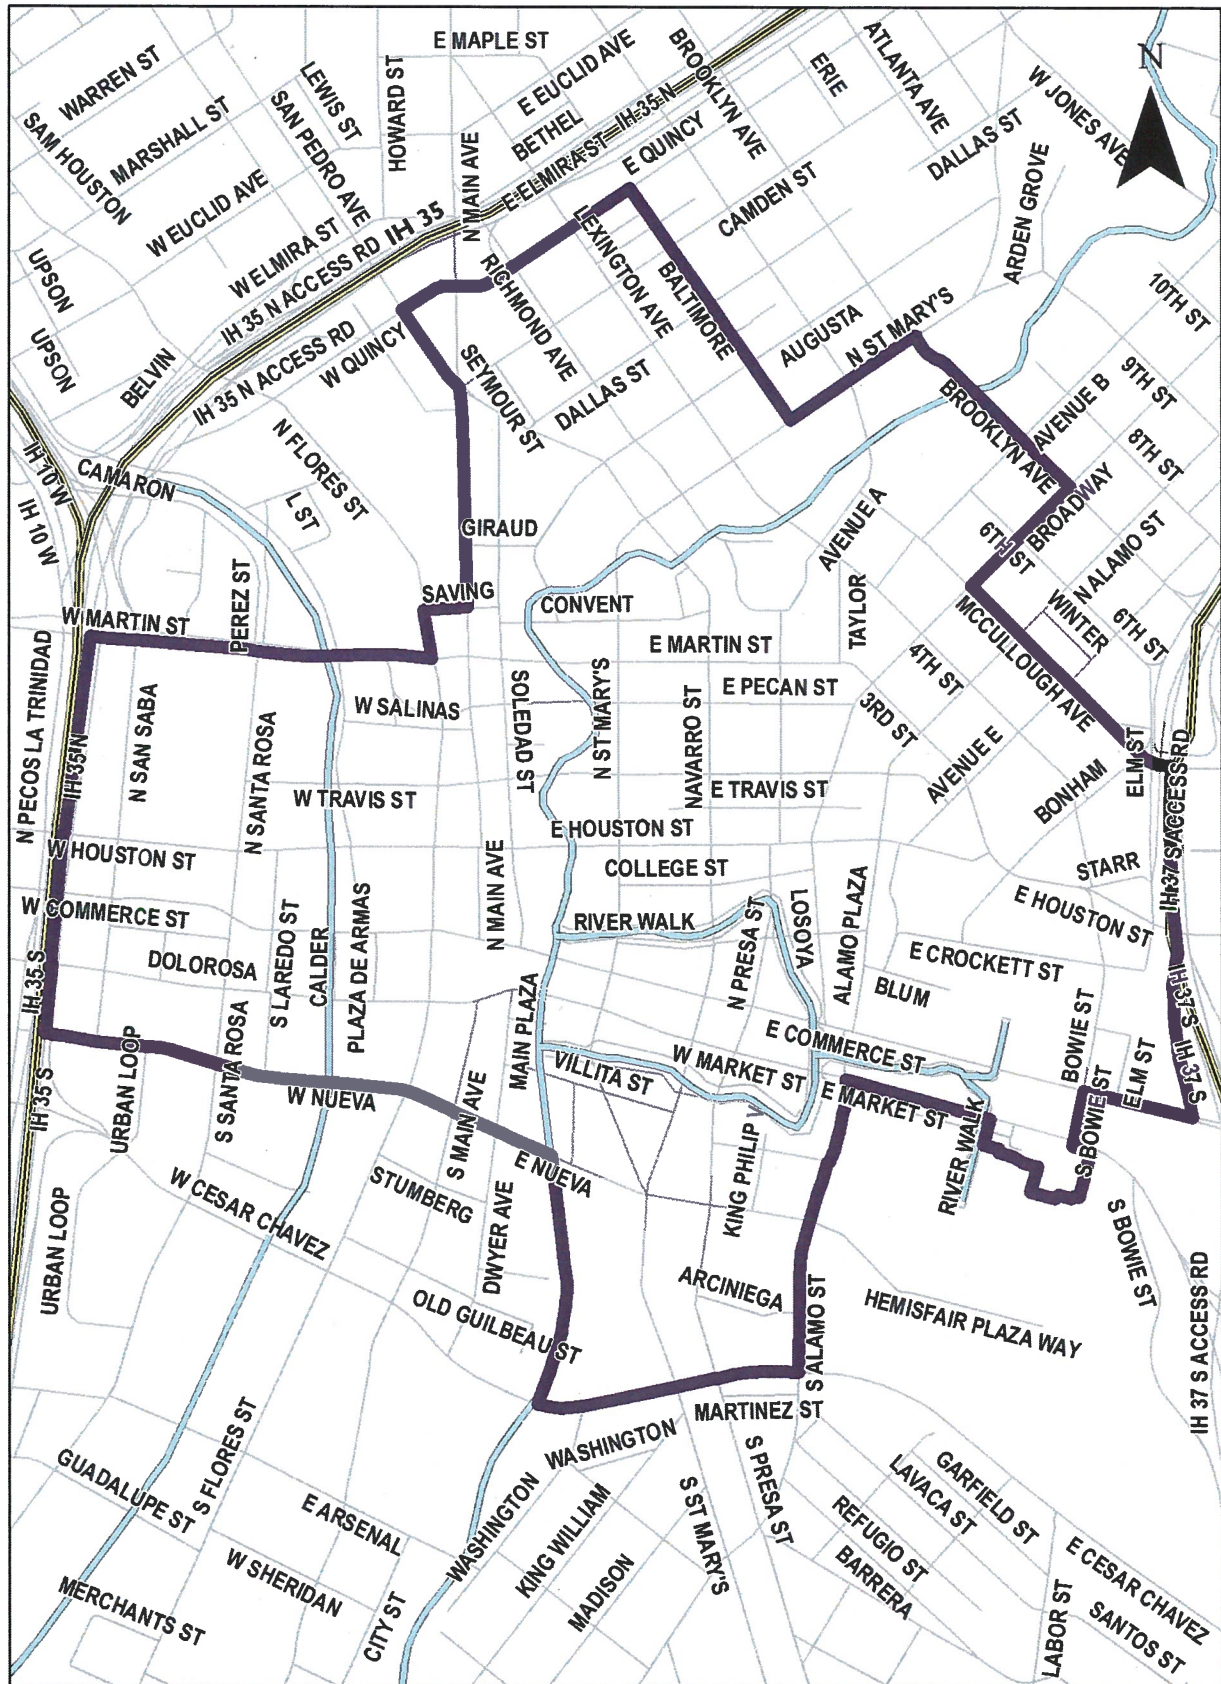 E MAPLE ST
WARREN ST
LEWIS ST
HOWARD ST
E EUCLID AVE
BROOKLYN AVE
ERIE
ATLANTA AVE
N
W JONES AVE
SAM HOUSTON
MARSHALL ST
SAN PEDRO AVE
BETHEL
E ELMIRA ST
IH 35 N
E QUINCY
DALLAS ST
N MAIN AVE
W EUCLID AVE
CAMDEN ST
ARDEN GROVE
UPSON
W ELMIRA ST
IH 35 N ACCESS RD
IH 35
LEXINGTON AVE
RICHMOND AVE
BALTIMORE
10TH ST
UPSON
BELVIN
IH 35 N ACCESS RD
W QUINCY
SEYMOUR ST
DALLAS ST
AUGUSTA
N ST MARY'S
9TH ST
IH 10 W
IH 10 W
CAMARON
N FLORES ST
L ST
BROOKLYN AVE
AVENUE B
8TH ST
GIRAUD
AVENUE A
6TH ST
BROADWAY
N ALAMO ST
PEREZ ST
SAVING
CONVENT
TAYLOR
MCCULLOUGH AVE
WINTER
6TH ST
W MARTIN ST
E MARTIN ST
4TH ST
N PECOS LA TRINIDAD
IH 35 N
N SAN SABA
N SANTA ROSA
W SALINAS
SOLEDAD ST
N ST MARY'S
NAVARRO ST
E PECAN ST
3RD ST
AVENUE E
BONHAM
ELM ST
IH 37 S ACCESS RD
W TRAVIS ST
E TRAVIS ST
W HOUSTON ST
E HOUSTON ST
COLLEGE ST
STARR
E HOUSTON ST
W COMMERCE ST
S LAREDO ST
CALDER
PLAZA DE ARMAS
N MAIN AVE
RIVER WALK
N PRESA ST
LOSOYA
ALAMO PLAZA
E CROCKETT ST
DOLOROSA
BLUM
IH 35 S
IH 35 S
URBAN LOOP
S SANTA ROSA
W NUEVA
MAIN PLAZA
S MAIN AVE
VILLITA ST
W MARKET ST
E COMMERCE ST
E MARKET ST
BOWIE ST
ELM ST
IH 37 S
IH 37 S
E NUEVA
KING PHILIP V
RIVER WALK
S BOWIE ST
S BOWIE ST
STUMBERG
DWYER AVE
W CESAR CHAVEZ
URBAN LOOP
ARCINIEGA
S ALAMO ST
HEMISFAIR PLAZA WAY
OLD GUILBEAU ST
IH 37 S ACCESS RD
MARTINEZ ST
WASHINGTON
GUADALUPE ST
S FLORES ST
E ARSENAL
WASHINGTON
KING WILLIAM
S ST MARY'S
S PRESA ST
LAVACA ST
GARFIELD ST
REFUGIO ST
BARRERA
E CESAR CHAVEZ
W SHERIDAN
CITY ST
MADISON
LABOR ST
SANTOS ST
MERCHANTS ST